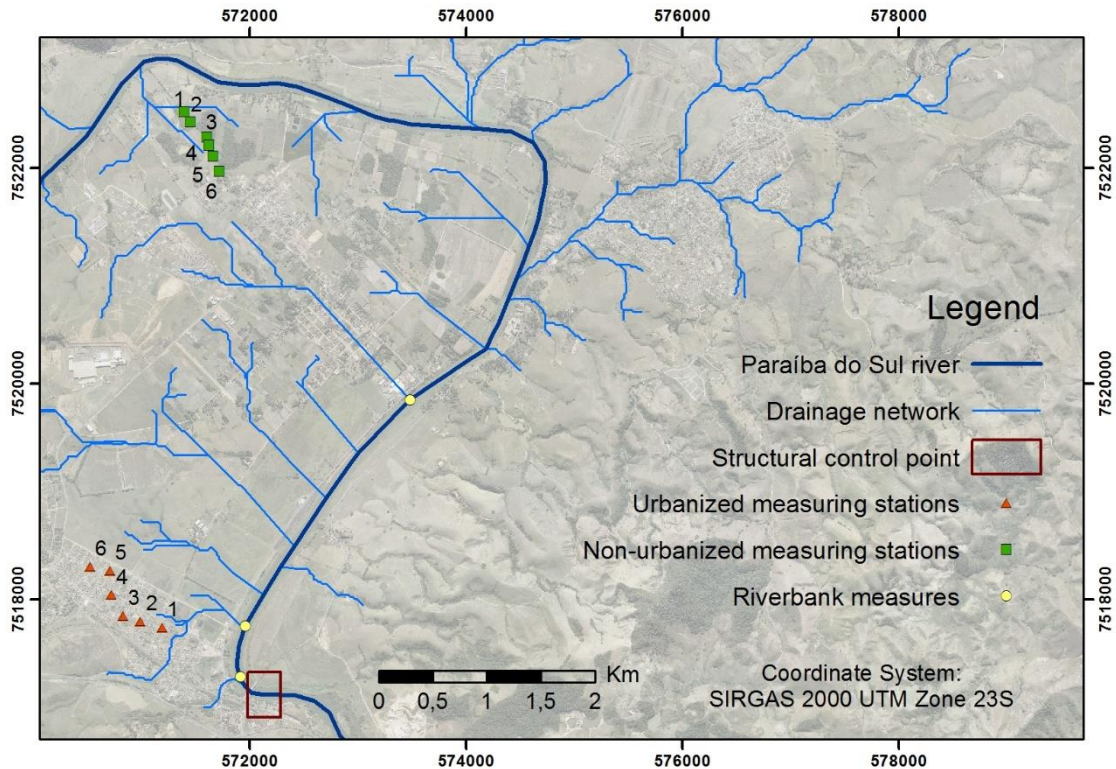 572000 574000 576000 578000
1 2
3
4
5
6
7522000 7522000
Legend
Paraíba do Sul river
7520000 7520000
Drainage network
Structural control point
Urbanized measuring stations
Non-urbanized measuring stations
6 5
4
3 2 1
7518000 7518000
Riverbank measures
Km
0 0,5 1 1,5 2
Coordinate System:
SIRGAS 2000 UTM Zone 23S
572000 574000 576000 578000